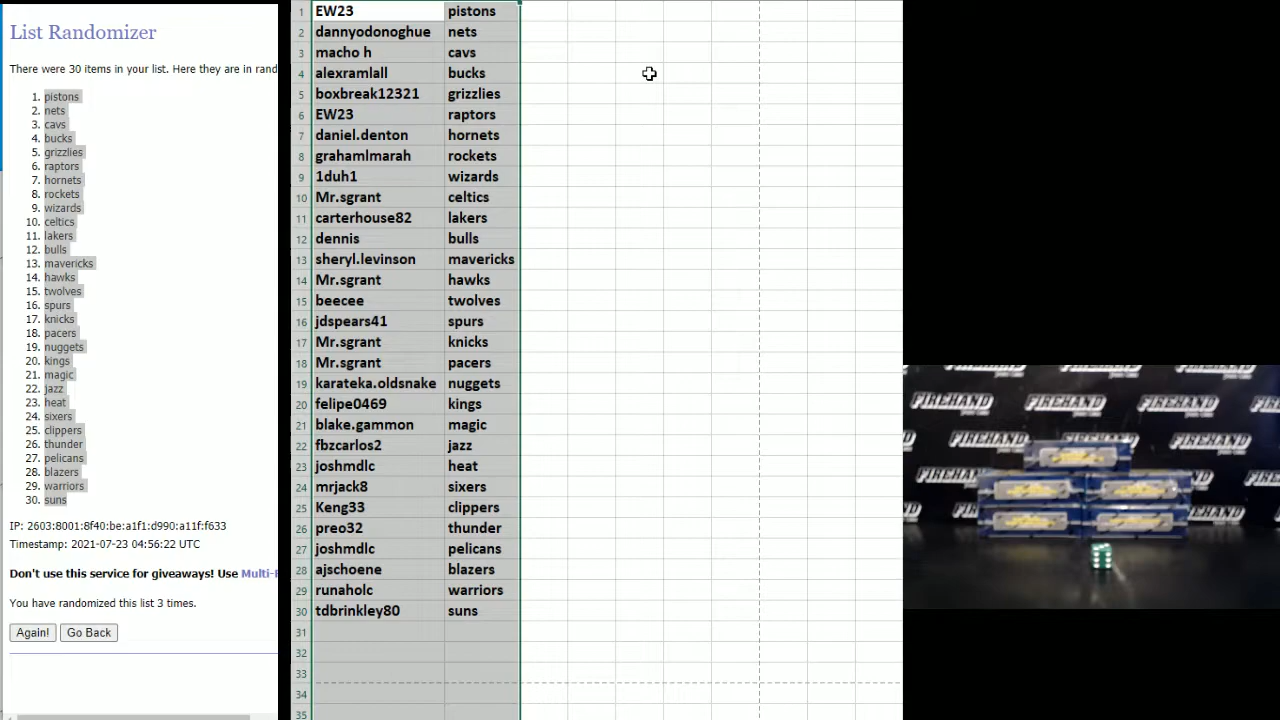 List Randomizer
There were 30 items in your list. Here they are in rand
1. pistons
2. nets
3. cavs
4. bucks
5. grizzlies
6. raptors
7. hornets
8. rockets
9. wizards
10. celtics
11. lakers
12. bulls
13. mavericks
14. hawks
15. twolves
16. spurs
17. knicks
18. pacers
19. nuggets
20. kings
21. magic
22. jazz
23. heat
24. sixers
25. clippers
26. thunder
27. pelicans
28. blazers
29. warriors
30. suns
IP: 2603:8001:8f40:be:a1f1:d990:a11f:f633
Timestamp: 2021-07-23 04:56:22 UTC
Don't use this service for giveaways! Use Multi-
You have randomized this list 3 times.
Again! Go Back
1 EW23 pistons
2 dannyodonoghue nets
3 macho h cavs
4 alexramlall bucks
5 boxbreak12321 grizzlies
6 EW23 raptors
7 daniel.denton hornets
8 grahamlmarah rockets
9 1duh1 wizards
10 Mr.sgrant celtics
11 carterhouse82 lakers
12 dennis bulls
13 sheryl.levinson mavericks
14 Mr.sgrant hawks
15 beecee twolves
16 jdspears41 spurs
17 Mr.sgrant knicks
18 Mr.sgrant pacers
19 karateka.oldsnake nuggets
20 felipe0469 kings
21 blake.gammon magic
22 fbzcarlos2 jazz
23 joshmdlc heat
24 mrjack8 sixers
25 Keng33 clippers
26 preo32 thunder
27 joshmdlc pelicans
28 ajschoene blazers
29 runaholc warriors
30 tdbrinkley80 suns
31
32
33
34
35
FIREHAND FIREHAND FIREHAND
FIREHAND FIREHAND
FIREHAND